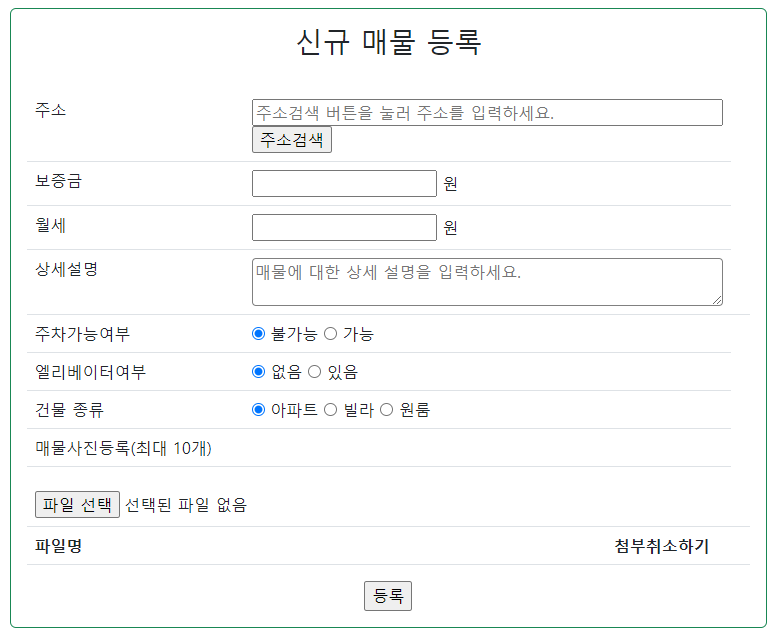 신규 매물 등록
주소 주소검색 버튼을 눌러 주소를 입력하세요.
주소검색
보증금 원
월세 원
상세설명 매물에 대한 상세 설명을 입력하세요.
주차가능여부 불가능 가능
엘리베이터여부 없음 있음
건물 종류 아파트 빌라 원룸
매물사진등록(최대 10개)
파일 선택 선택된 파일 없음
파일명 첨부취소하기
등록